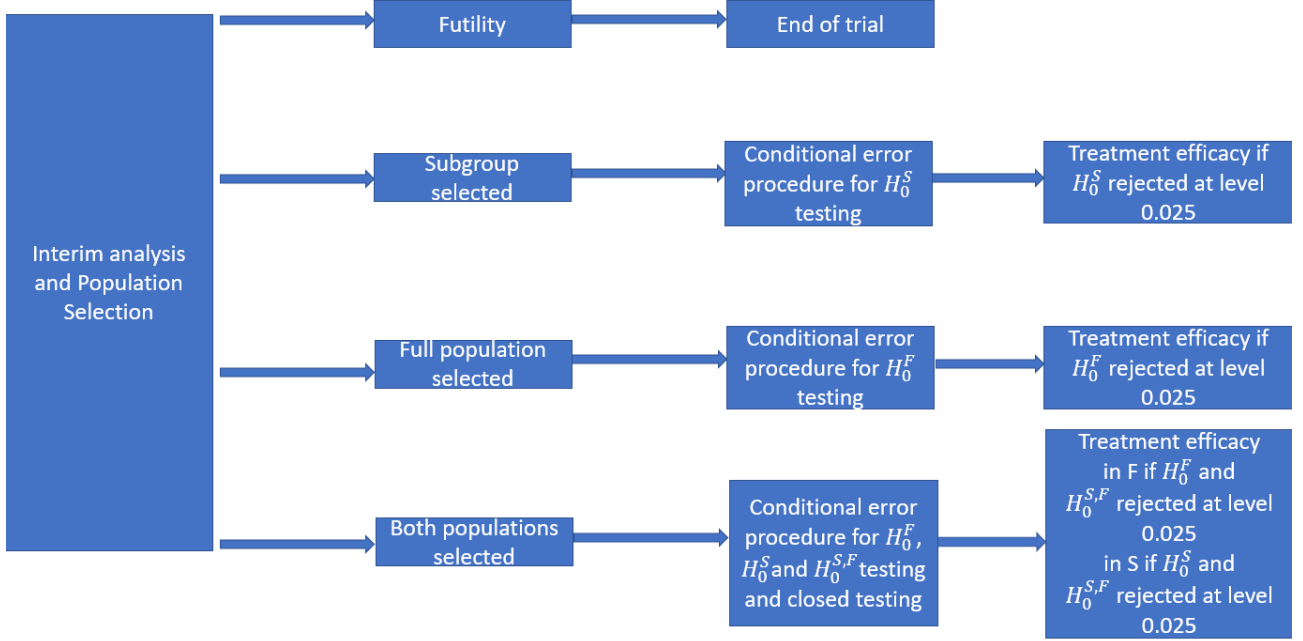 Interim analysis
and Population
Selection
Futility
End of trial
Subgroup
selected
Conditional error
procedure for $H_0^S$
testing
Treatment efficacy if
$H_0^S$ rejected at level
0.025
Full population
selected
Conditional error
procedure for $H_0^F$
testing
Treatment efficacy if
$H_0^F$ rejected at level
0.025
Both populations
selected
Conditional error
procedure for $H_0^F$,
$H_0^S$ and $H_0^{S,F}$ testing
and closed testing
Treatment efficacy
in F if $H_0^F$ and
$H_0^{S,F}$ rejected at level
0.025
in S if $H_0^S$ and
$H_0^{S,F}$ rejected at level
0.025